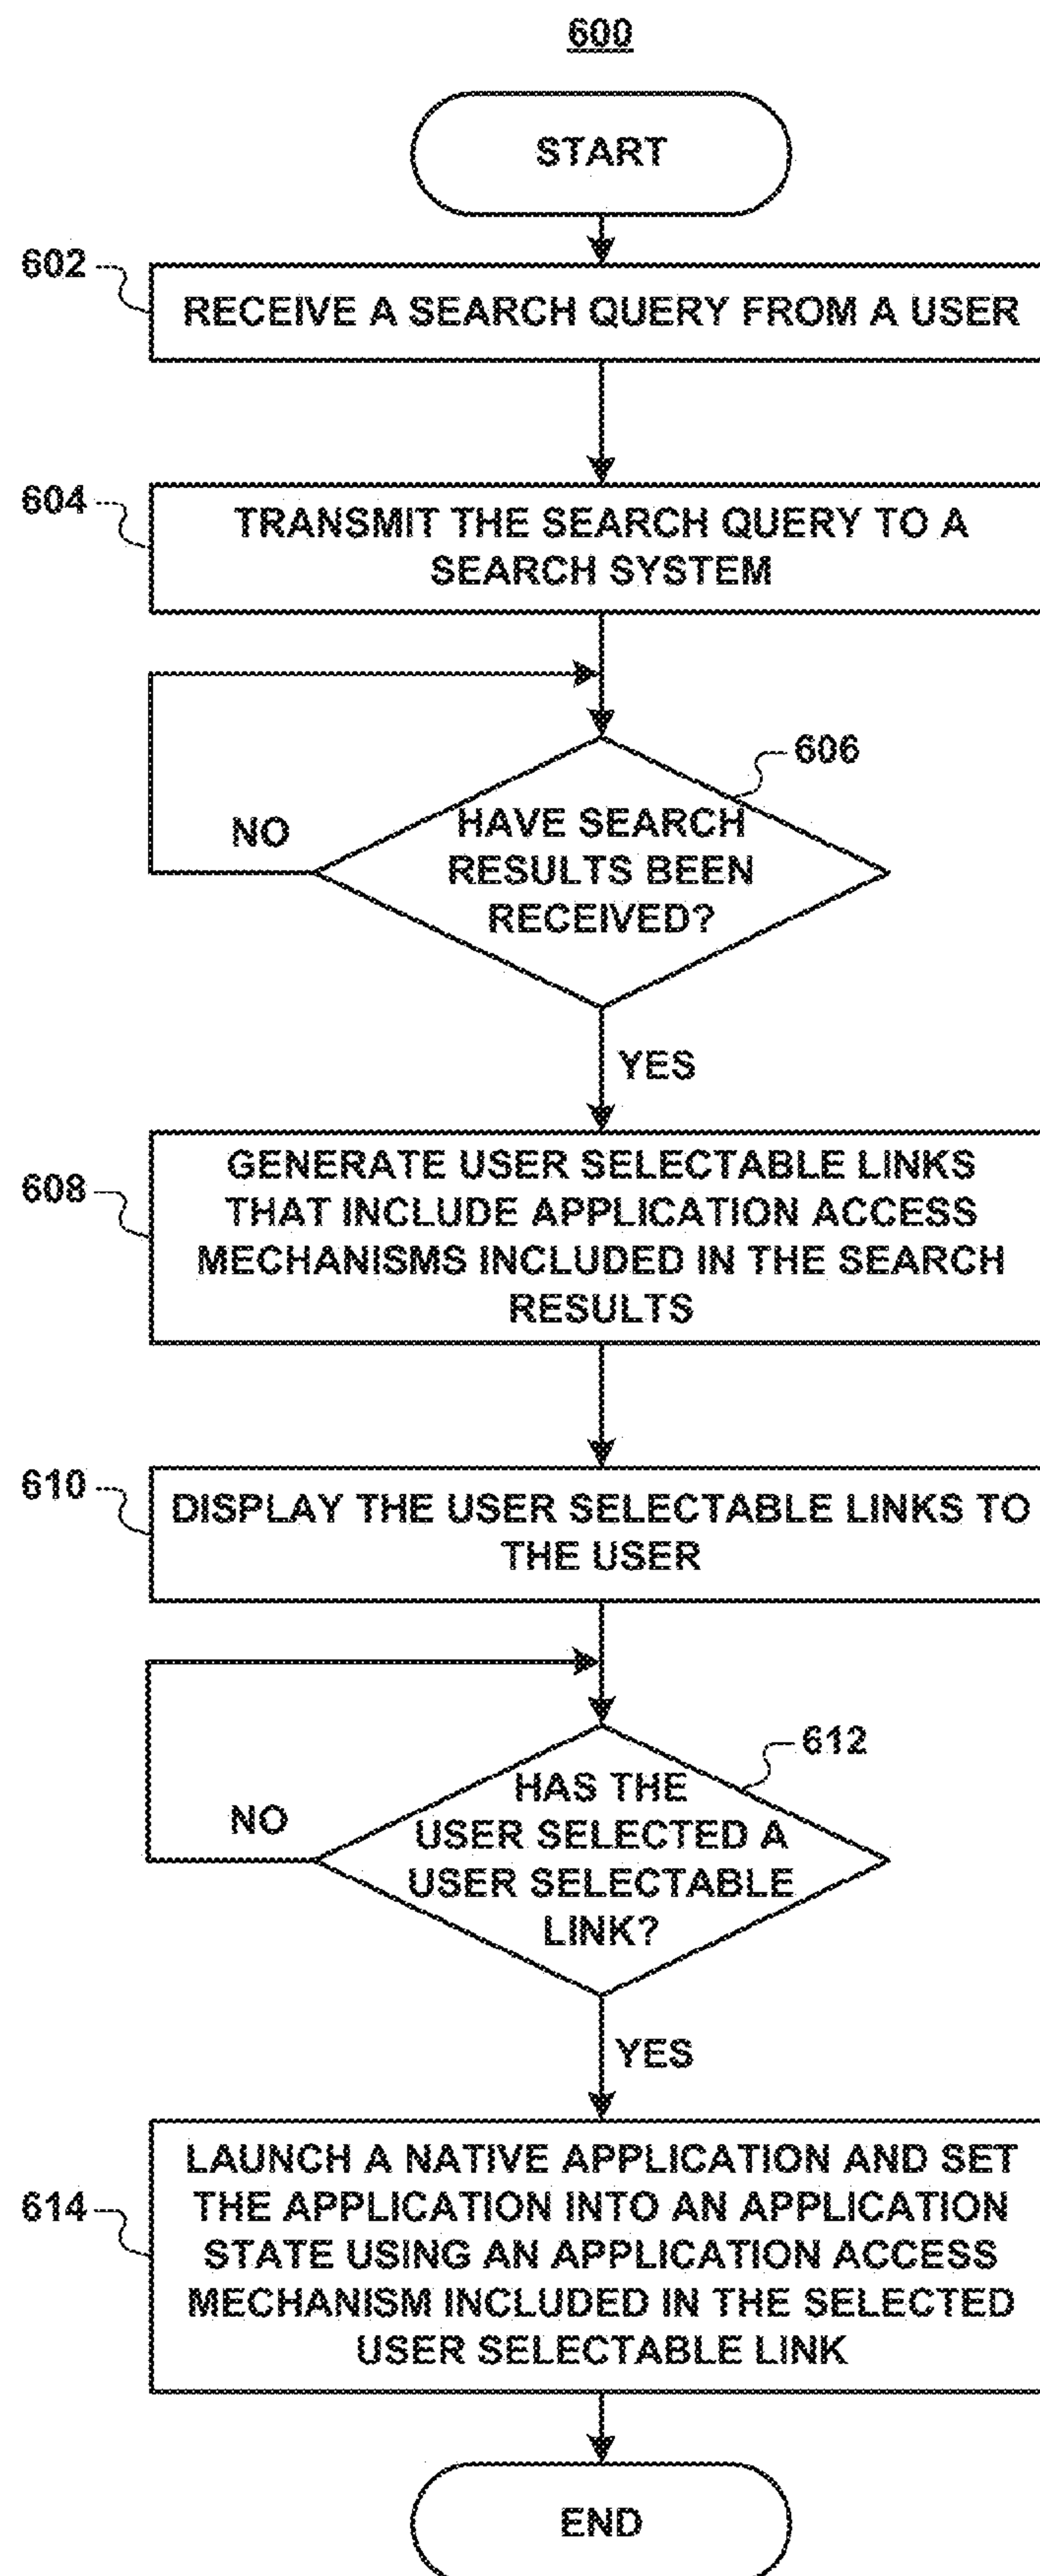 600
START
602
RECEIVE A SEARCH QUERY FROM A USER
604
TRANSMIT THE SEARCH QUERY TO A
SEARCH SYSTEM
606
HAVE SEARCH
RESULTS BEEN
RECEIVED?
NO
YES
608
GENERATE USER SELECTABLE LINKS
THAT INCLUDE APPLICATION ACCESS
MECHANISMS INCLUDED IN THE SEARCH
RESULTS
610
DISPLAY THE USER SELECTABLE LINKS TO
THE USER
612
HAS THE
USER SELECTED A
USER SELECTABLE
LINK?
NO
YES
614
LAUNCH A NATIVE APPLICATION AND SET
THE APPLICATION INTO AN APPLICATION
STATE USING AN APPLICATION ACCESS
MECHANISM INCLUDED IN THE SELECTED
USER SELECTABLE LINK
END